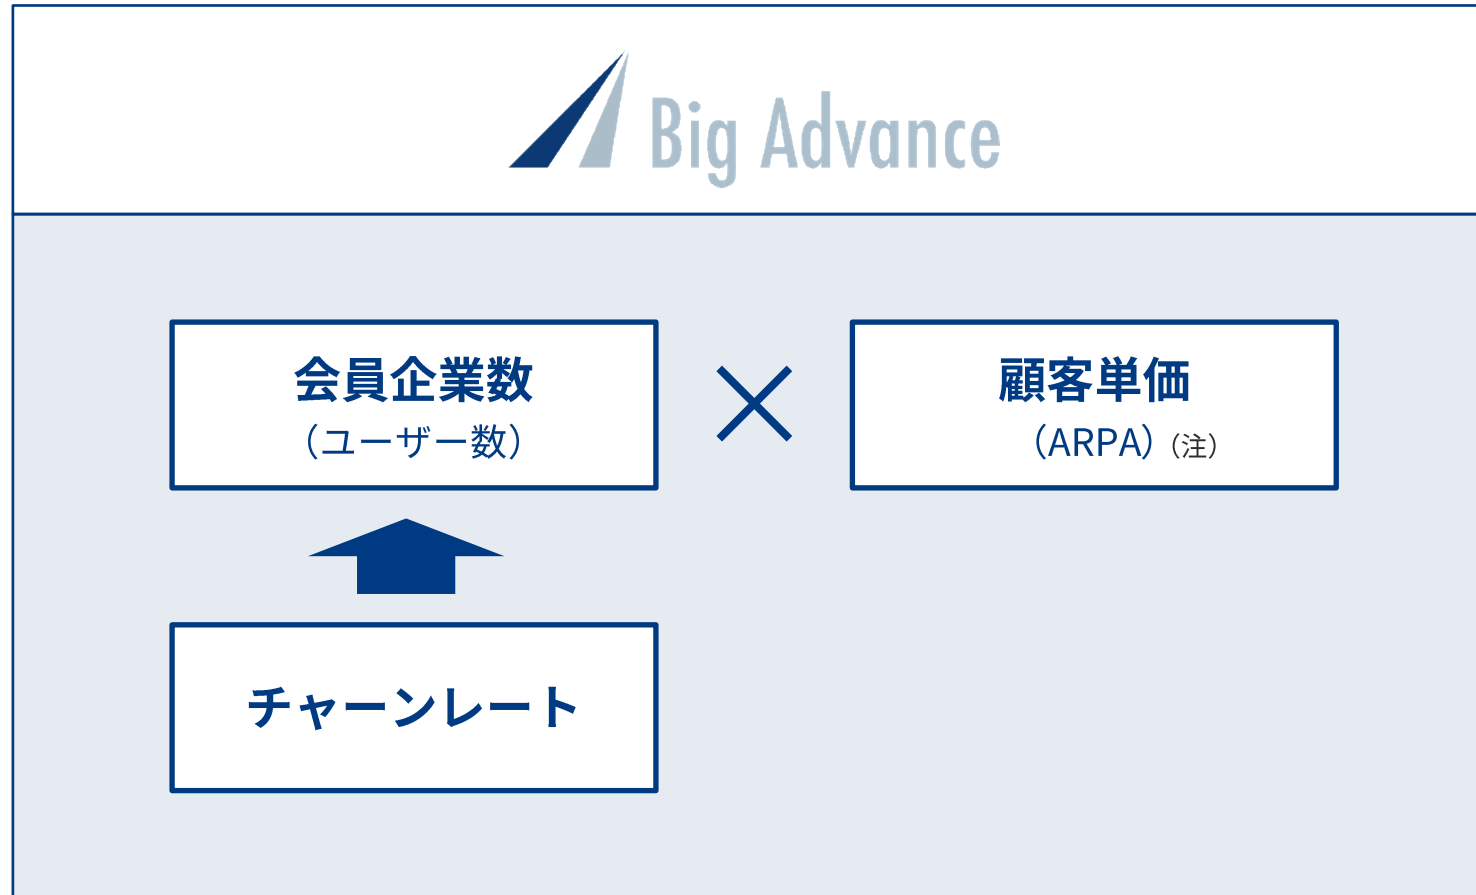 Big Advance
会員企業数
（ユーザー数）
×
顧客単価
（ARPA）（注）
チャーンレート